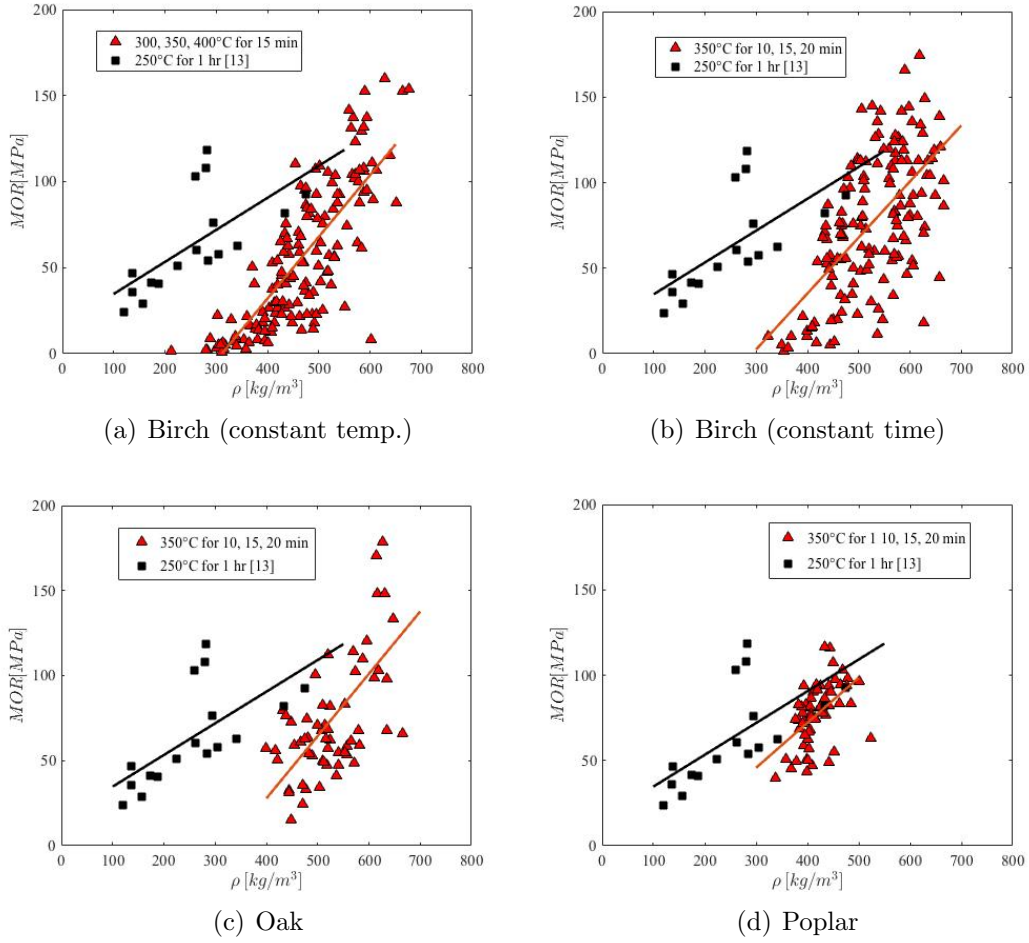 200
150
100
50
0
MOR[MPa]
300, 350, 400°C for 15 min
250°C for 1 hr [13]
0 100 200 300 400 500 600 700 800
ρ [kg/m³]
(a) Birch (constant temp.)
200
150
100
50
0
MOR[MPa]
350°C for 10, 15, 20 min
250°C for 1 hr [13]
0 100 200 300 400 500 600 700 800
ρ [kg/m³]
(b) Birch (constant time)
200
150
100
50
0
MOR[MPa]
350°C for 10, 15, 20 min
250°C for 1 hr [13]
0 100 200 300 400 500 600 700 800
ρ [kg/m³]
(c) Oak
200
150
100
50
0
MOR[MPa]
350°C for 1 10, 15, 20 min
250°C for 1 hr [13]
0 100 200 300 400 500 600 700 800
ρ [kg/m³]
(d) Poplar